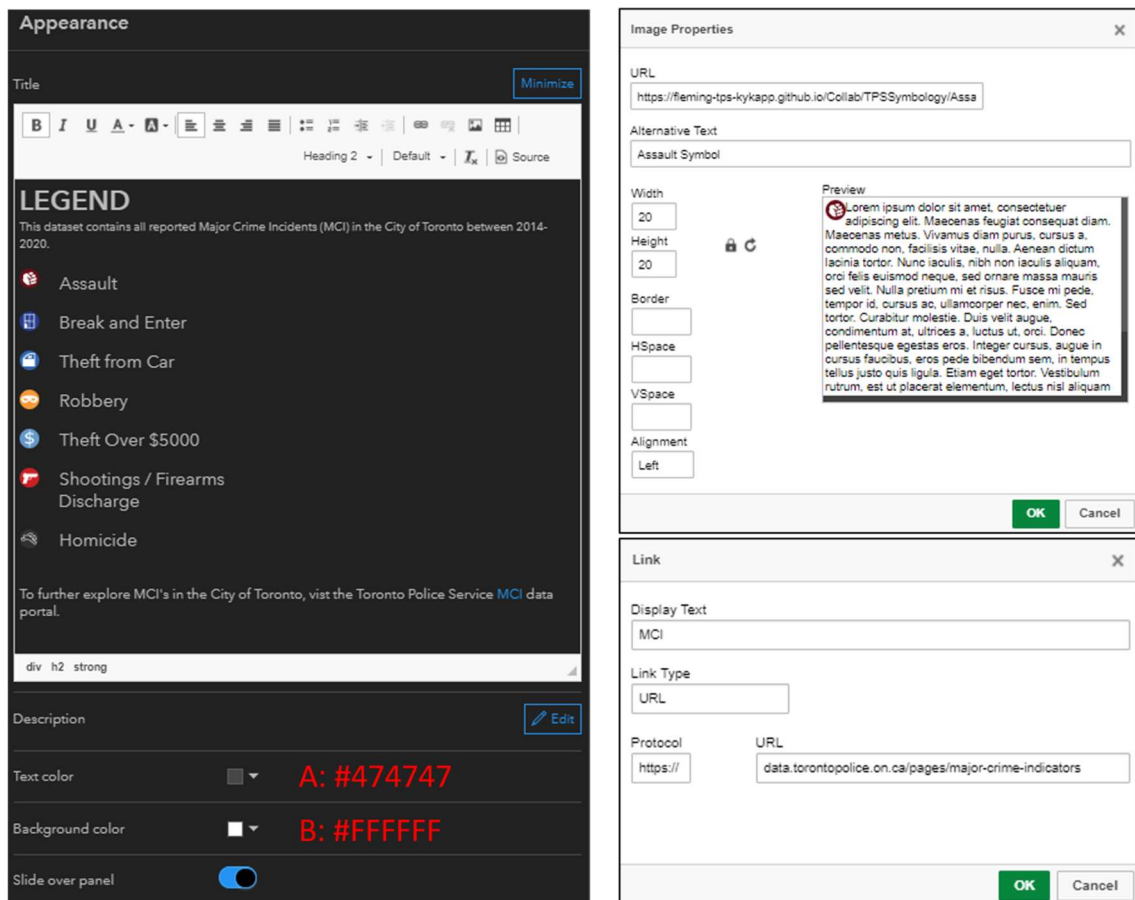 Appearance
Title
Minimize
B I U A A
Heading 2 Default Tx Source
LEGEND
This dataset contains all reported Major Crime Incidents (MCI) in the City of Toronto between 2014-
2020.
Assault
Break and Enter
Theft from Car
Robbery
$ Theft Over $5000
Shootings / Firearms
Discharge
Homicide
To further explore MCI's in the City of Toronto, vist the Toronto Police Service MCI data
portal.
div h2 strong
Description
Edit
Text color
A: #474747
Background color
B: #FFFFFF
Slide over panel
Image Properties
URL
https://fleming-tps-kykapp.github.io/Collab/TPSSymbology/Assa
Alternative Text
Assault Symbol
Width
20
Height
20
Border
HSpace
VSpace
Alignment
Left
Preview
Lorem ipsum dolor sit amet, consectetuer
adipiscing elit. Maecenas feugiat consequat diam.
Maecenas metus. Vivamus diam purus, cursus a,
commodo non, facilisis vitae, nulla. Aenean dictum
lacinia tortor. Nunc iaculis, nibh non iaculis aliquam,
orci felis euismod neque, sed ornare massa mauris
sed velit. Nulla pretium mi et risus. Fusce mi pede,
tempor id, cursus ac, ullamcorper nec, enim. Sed
tortor. Curabitur molestie. Duis velit augue,
condimentum at, ultrices a, luctus ut, orci. Donec
pellentesque egestas eros. Integer cursus, augue in
cursus faucibus, eros pede bibendum sem, in tempus
tellus justo quis ligula. Etiam eget tortor. Vestibulum
rutrum, est ut placerat elementum, lectus nisl aliquam
OK Cancel
Link
Display Text
MCI
Link Type
URL
Protocol
https://
URL
data.torontopolice.on.ca/pages/major-crime-indicators
OK Cancel